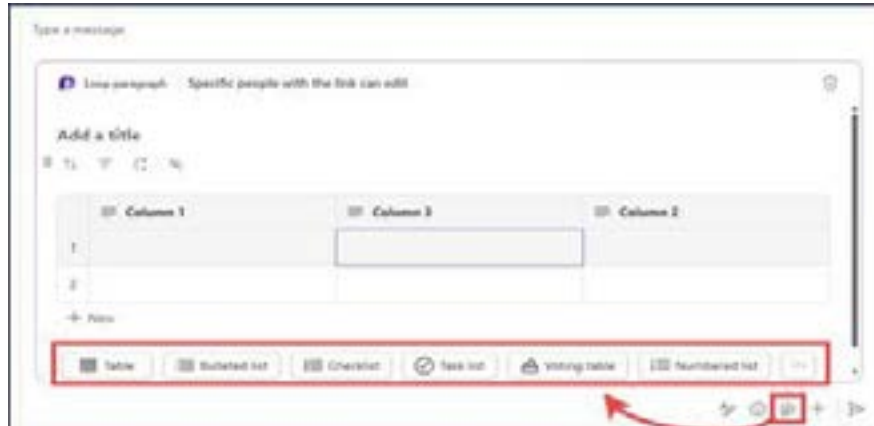 Type a message
Loop paragraph Specific people with the link can edit
Add a title
Column 1 Column 3 Column 2
1
2
+ New
Table Bulleted list Checklist Task list Voting table Numbered list ...